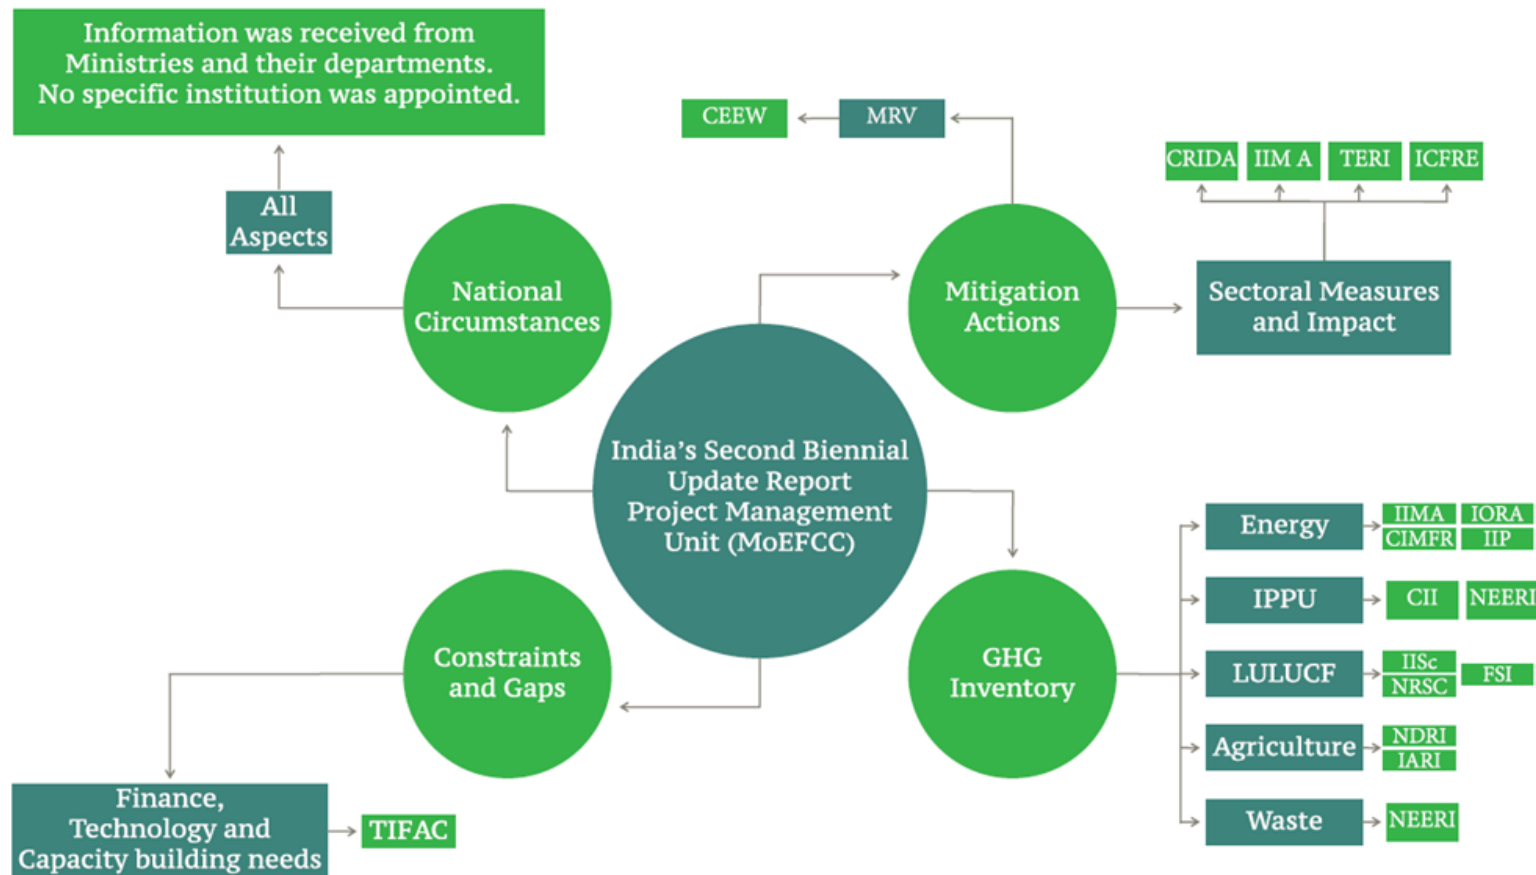 Information was received from
Ministries and their departments.
No specific institution was appointed.
All
Aspects
National
Circumstances
CEEW
MRV
Mitigation
Actions
CRIDA
IIM A
TERI
ICFRE
Sectoral Measures
and Impact
India’s Second Biennial
Update Report
Project Management
Unit (MoEFCC)
Constraints
and Gaps
Finance,
Technology and
Capacity building needs
TIFAC
GHG
Inventory
Energy
IIMA
IORA
CIMFR
IIP
IPPU
CII
NEERI
LULUCF
IISc
NRSC
FSI
Agriculture
NDRI
IARI
Waste
NEERI